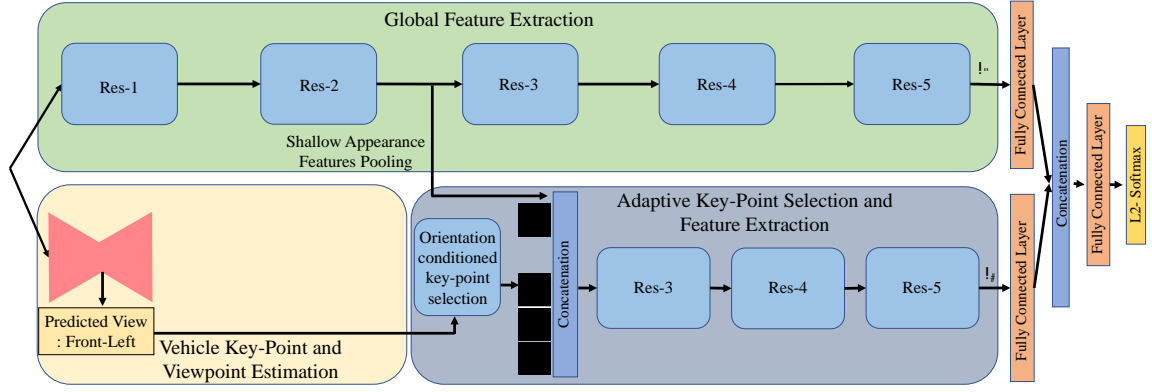 Global Feature Extraction
Res-1
Res-2
Res-3
Res-4
Res-5
Shallow Appearance
Features Pooling
Fully Connected Layer
Concatenation
Fully Connected Layer
L2- Softmax
Predicted View
: Front-Left
Vehicle Key-Point and
Viewpoint Estimation
Adaptive Key-Point Selection and
Feature Extraction
Orientation
conditioned
key-point
selection
Concatenation
Res-3
Res-4
Res-5
Fully Connected Layer